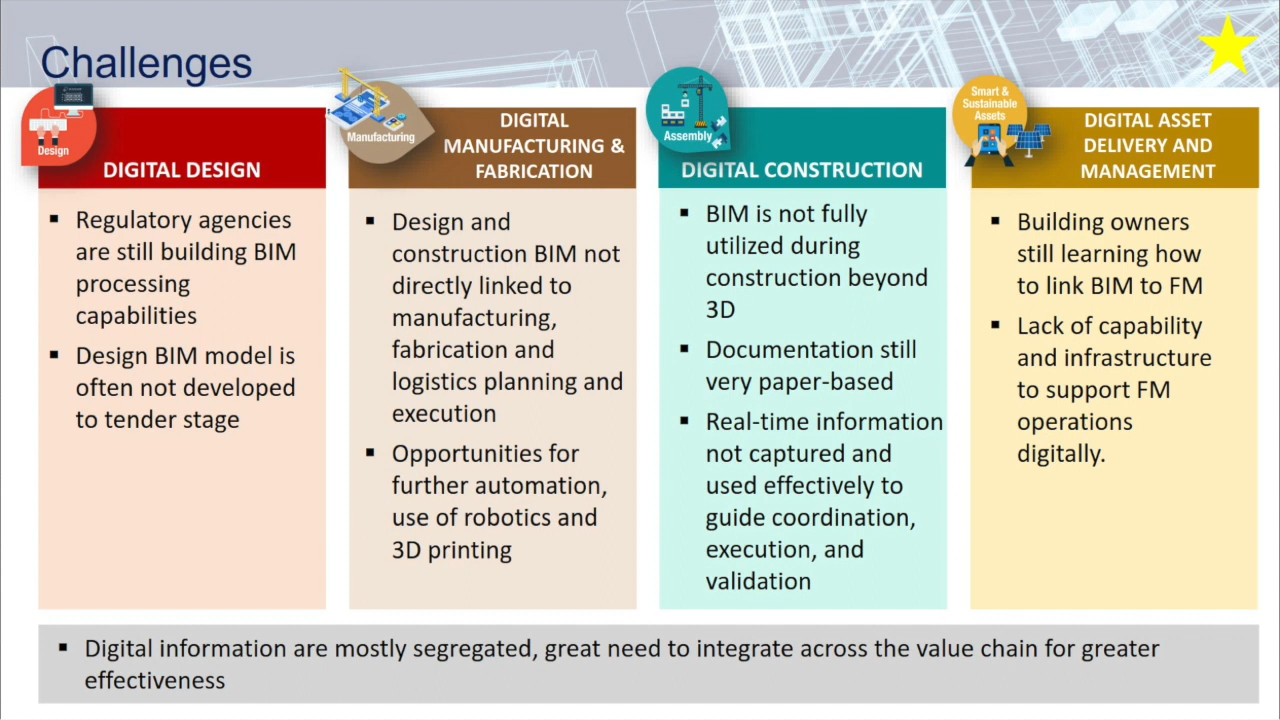 Challenges
Design
DIGITAL DESIGN
▪ Regulatory agencies
are still building BIM
processing
capabilities
▪ Design BIM model is
often not developed
to tender stage
Manufacturing
DIGITAL
MANUFACTURING &
FABRICATION
▪ Design and
construction BIM not
directly linked to
manufacturing,
fabrication and
logistics planning and
execution
▪ Opportunities for
further automation,
use of robotics and
3D printing
Assembly
DIGITAL CONSTRUCTION
▪ BIM is not fully
utilized during
construction beyond
3D
▪ Documentation still
very paper-based
▪ Real-time information
not captured and
used effectively to
guide coordination,
execution, and
validation
Smart &
Sustainable
Assets
DIGITAL ASSET
DELIVERY AND
MANAGEMENT
▪ Building owners
still learning how
to link BIM to FM
▪ Lack of capability
and infrastructure
to support FM
operations
digitally.
▪ Digital information are mostly segregated, great need to integrate across the value chain for greater
effectiveness